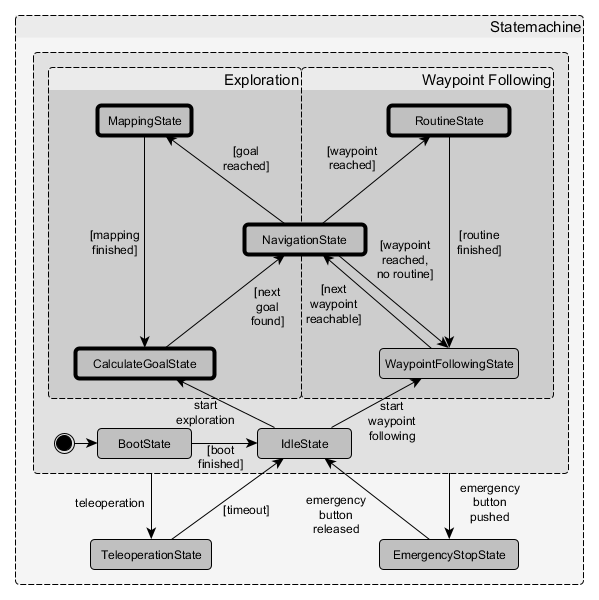 Statemachine
Exploration
Waypoint Following
MappingState
RoutineState
[goal
reached]
[waypoint
reached]
NavigationState
[mapping
finished]
[waypoint
reached,
no routine]
[routine
finished]
[next
goal
found]
[next
waypoint
reachable]
CalculateGoalState
WaypointFollowingState
start
exploration
start
waypoint
following
BootState
[boot
finished]
IdleState
teleoperation
[timeout]
emergency
button
released
emergency
button
pushed
TeleoperationState
EmergencyStopState